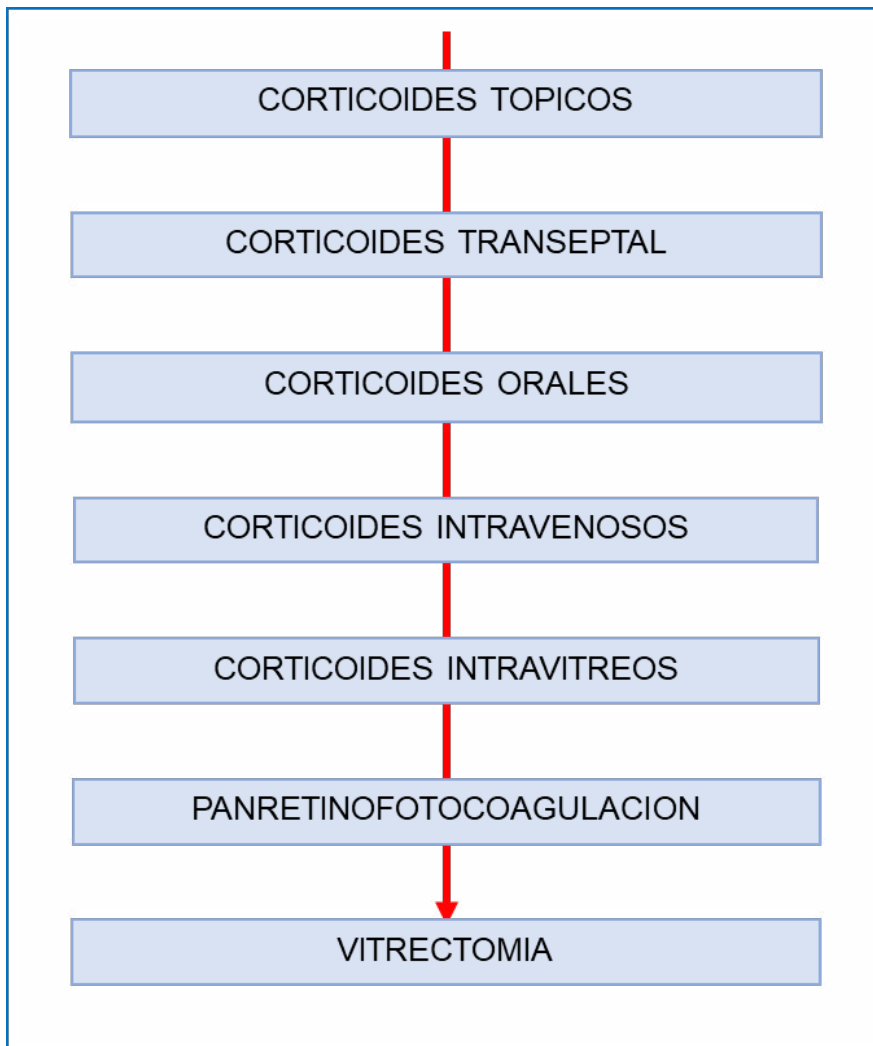 CORTICOIDES TOPICOS
CORTICOIDES TRANSEPTAL
CORTICOIDES ORALES
CORTICOIDES INTRAVENOSOS
CORTICOIDES INTRAVITREOS
PANRETINOFOTOCOAGULACION
VITRECTOMIA